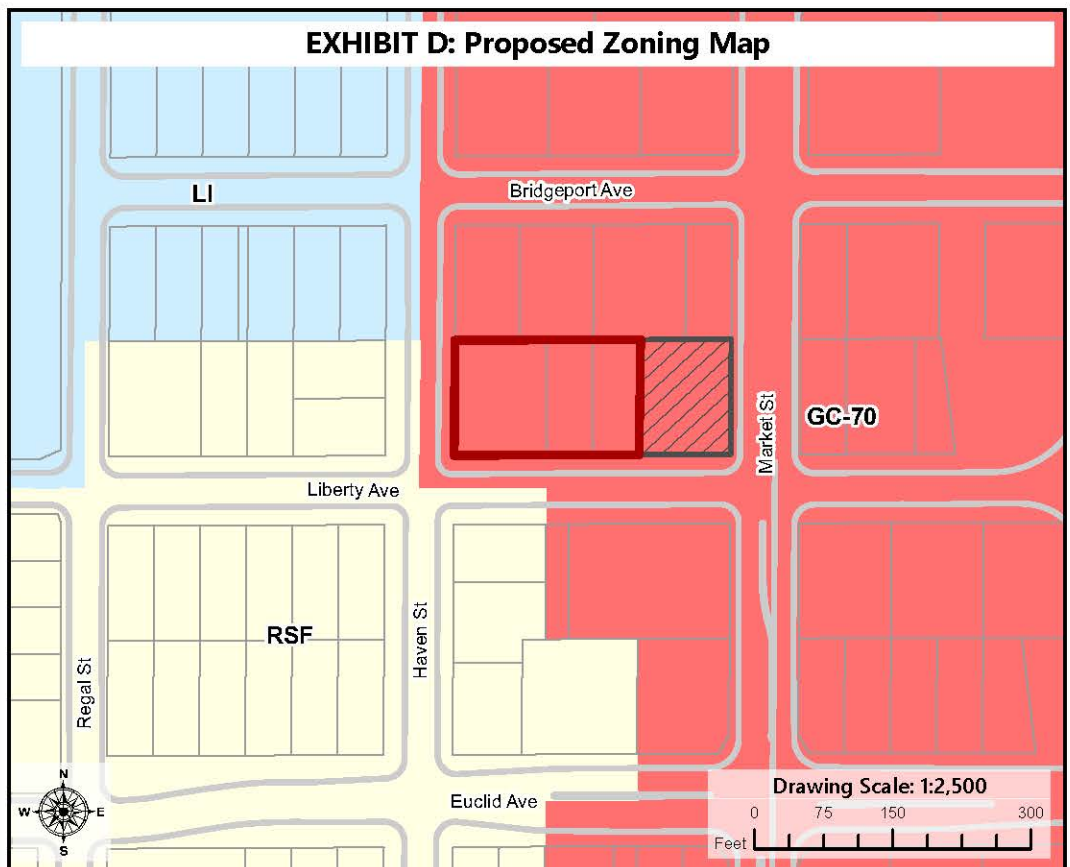 EXHIBIT D: Proposed Zoning Map
LI
Bridgeport Ave
Market St
GC-70
Liberty Ave
Haven St
RSF
Regal St
N
W E
S
Euclid Ave
Drawing Scale: 1:2,500
0 75 150 300
Feet